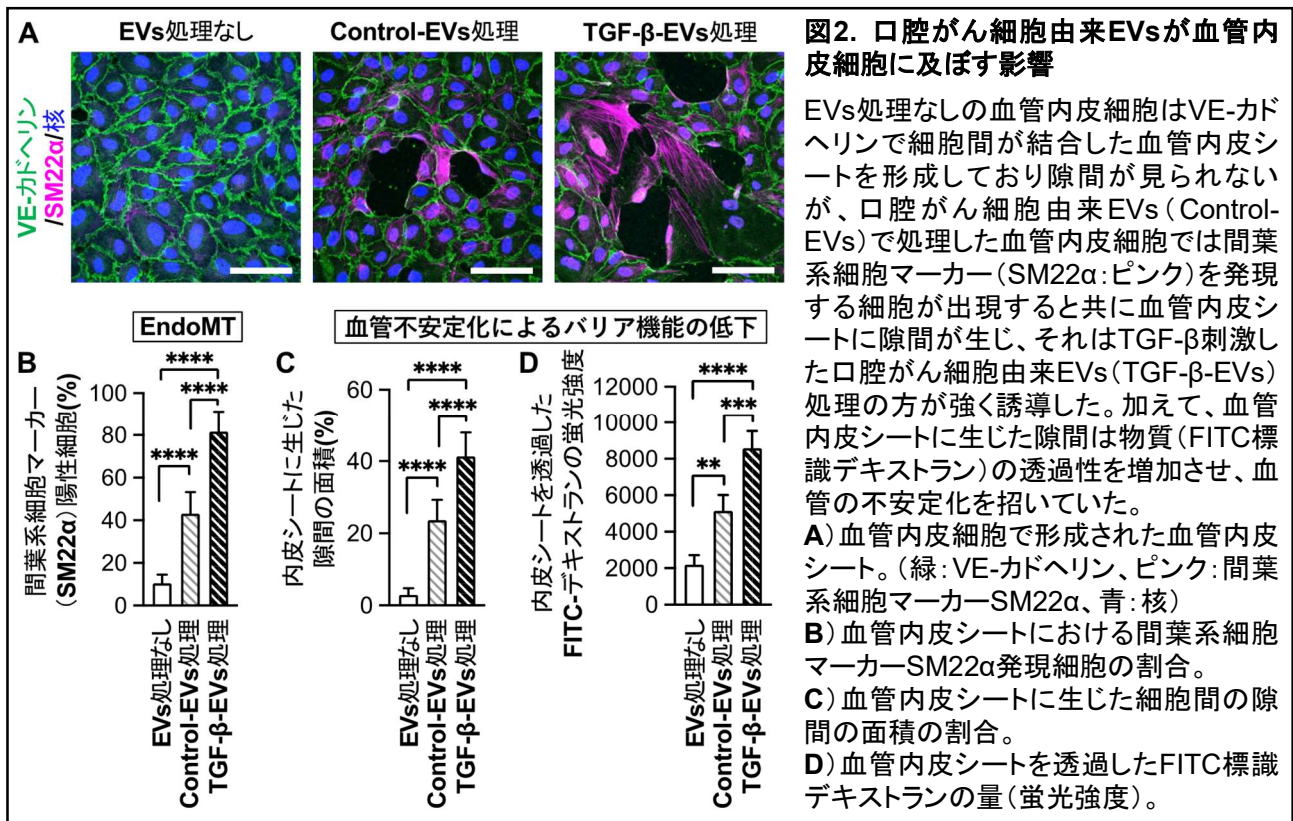 A
EVs処理なし
Control-EVs処理
TGF-β-EVs処理
VE-カドヘリン
/SM22α/核
EndoMT
血管不安定化によるバリア機能の低下
B
間葉系細胞マーカー
(SM22α)陽性細胞(%)
100
80
60
40
20
0
****
****
****
EVs処理なし
Control-EVs処理
TGF-β-EVs処理
C
内皮シートに生じた
隙間の面積(%)
60
40
20
0
****
****
****
EVs処理なし
Control-EVs処理
TGF-β-EVs処理
D
内皮シートを透過した
FITC-デキストランの蛍光強度
12000
10000
8000
6000
4000
2000
0
****
***
**
EVs処理なし
Control-EVs処理
TGF-β-EVs処理
図2. 口腔がん細胞由来EVsが血管内
皮細胞に及ぼす影響
EVs処理なしの血管内皮細胞はVE-カド
ヘリンで細胞間が結合した血管内皮シ
ートを形成しており隙間が見られない
が、口腔がん細胞由来EVs(Control-
EVs)で処理した血管内皮細胞では間葉
系細胞マーカー(SM22α:ピンク)を発現
する細胞が出現すると共に血管内皮シ
ートに隙間が生じ、それはTGF-β刺激し
た口腔がん細胞由来EVs(TGF-β-EVs)
処理の方が強く誘導した。加えて、血管
内皮シートに生じた隙間は物質(FITC標
識デキストラン)の透過性を増加させ、血
管の不安定化を招いていた。
A)血管内皮細胞で形成された血管内皮
シート。(緑:VE-カドヘリン、ピンク:間葉
系細胞マーカーSM22α、青:核)
B)血管内皮シートにおける間葉系細胞
マーカーSM22α発現細胞の割合。
C)血管内皮シートに生じた細胞間の隙
間の面積の割合。
D)血管内皮シートを透過したFITC標識
デキストランの量(蛍光強度)。